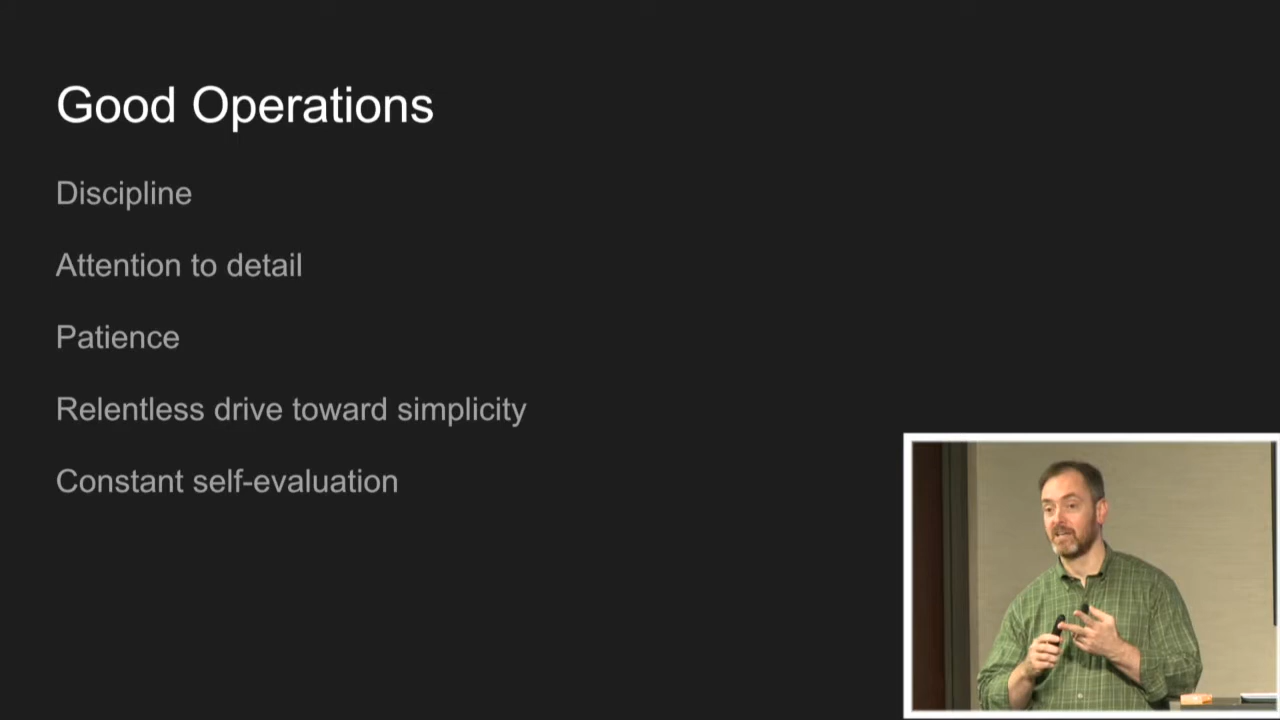 Good Operations
Discipline
Attention to detail
Patience
Relentless drive toward simplicity
Constant self-evaluation